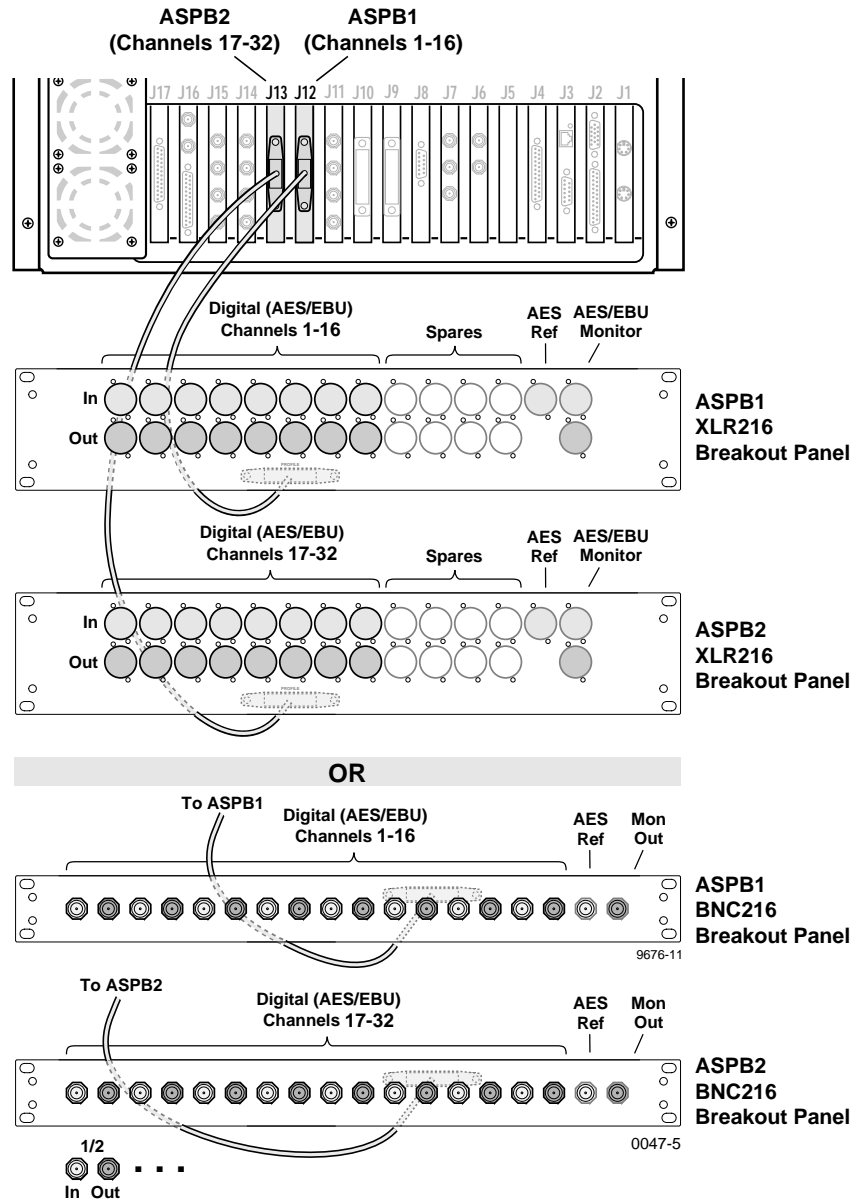 ASPB2 ASPB1
(Channels 17-32) (Channels 1-16)
J17 J16 J15 J14 J13 J12 J11 J10 J9 J8 J7 J6 J5 J4 J3 J2 J1
Digital (AES/EBU)
Channels 1-16
Spares
AES
Ref
AES/EBU
Monitor
In
Out
PROFILE
ASPB1
XLR216
Breakout Panel
Digital (AES/EBU)
Channels 17-32
Spares
AES
Ref
AES/EBU
Monitor
In
Out
PROFILE
ASPB2
XLR216
Breakout Panel
OR
To ASPB1
Digital (AES/EBU)
Channels 1-16
AES
Ref
Mon
Out
ASPB1
BNC216
Breakout Panel
9676-11
To ASPB2
Digital (AES/EBU)
Channels 17-32
AES
Ref
Mon
Out
ASPB2
BNC216
Breakout Panel
0047-5
1/2
In Out